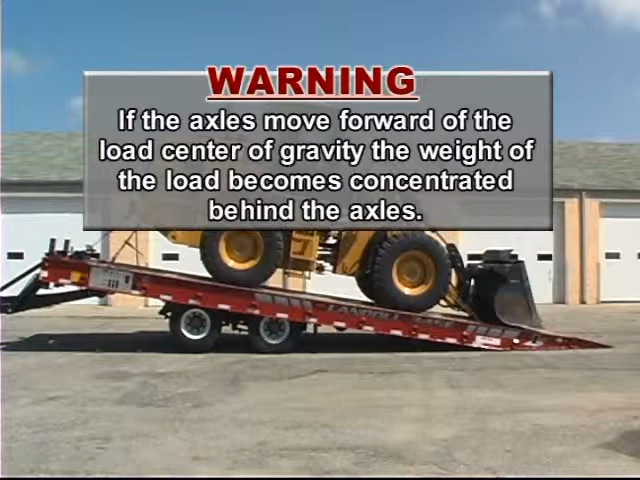 WARNING
If the axles move forward of the
load center of gravity the weight of
the load becomes concentrated
behind the axles.
LANDOLL